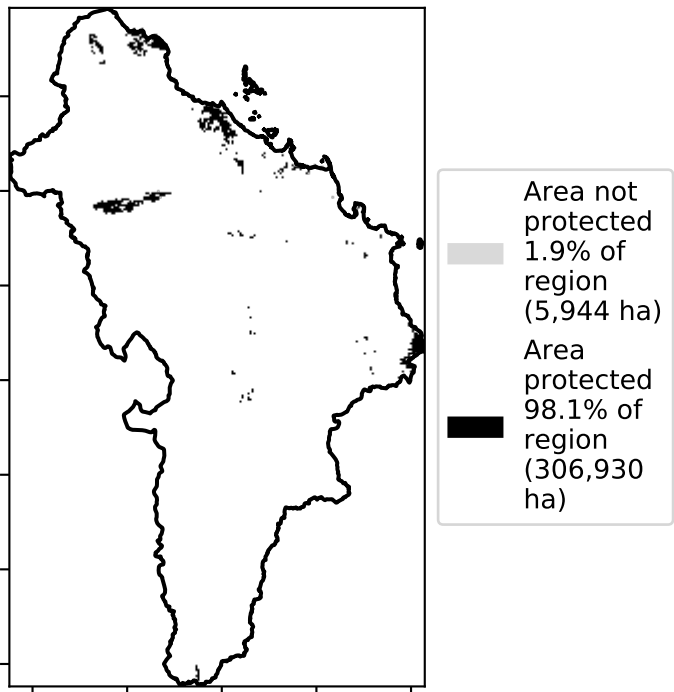 Area not
protected
1.9% of
region
(5,944 ha)
Area
protected
98.1% of
region
(306,930
ha)